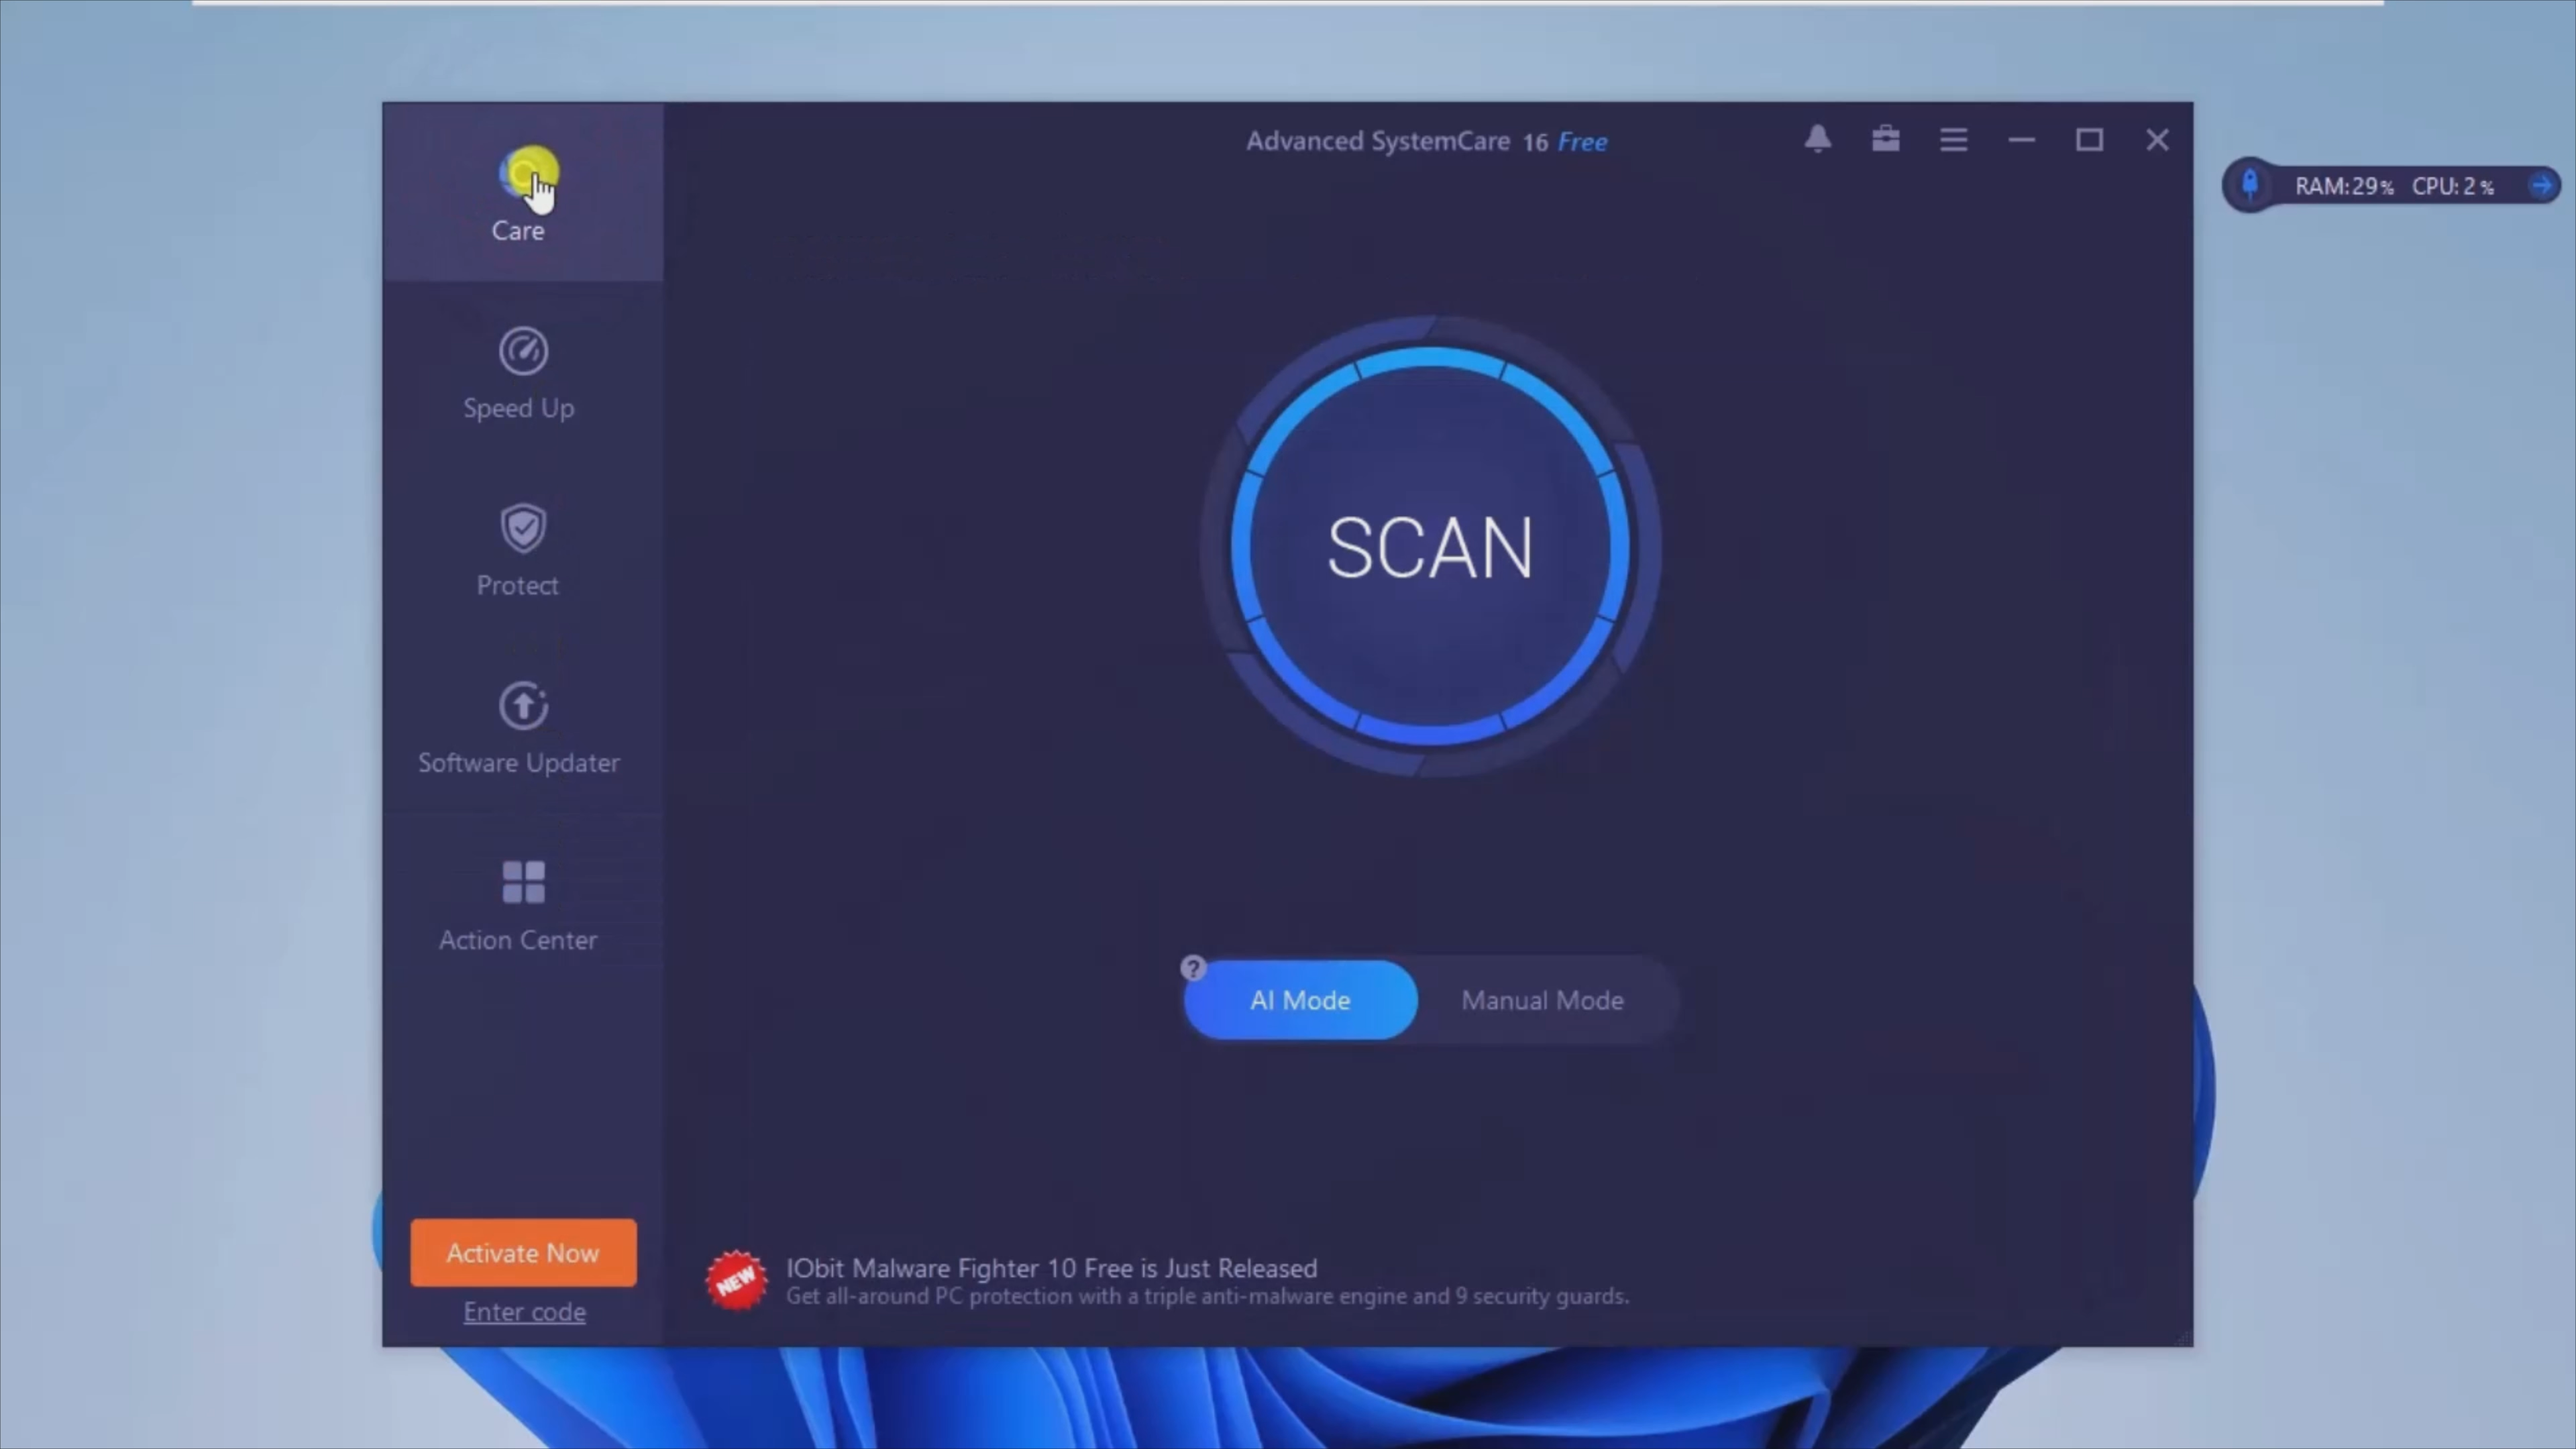 Advanced SystemCare 16 Free
RAM:29% CPU: 2%
Care
Speed Up
Protect
Software Updater
Action Center
SCAN
?
AI Mode
Manual Mode
Activate Now
Enter code
NEW
IObit Malware Fighter 10 Free is Just Released
Get all-around PC protection with a triple anti-malware engine and 9 security guards.